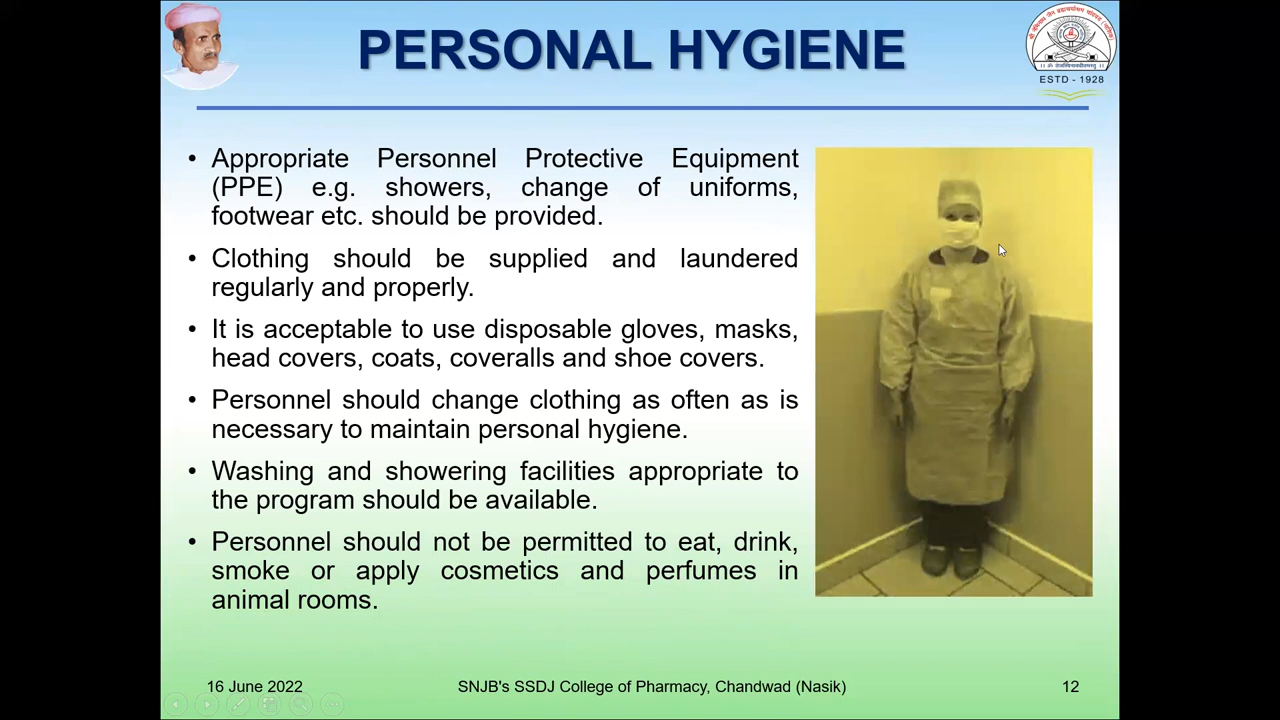 PERSONAL HYGIENE
ESTD - 1928
• Appropriate Personnel Protective Equipment
(PPE) e.g. showers, change of uniforms,
footwear etc. should be provided.
• Clothing should be supplied and laundered
regularly and properly.
• It is acceptable to use disposable gloves, masks,
head covers, coats, coveralls and shoe covers.
• Personnel should change clothing as often as is
necessary to maintain personal hygiene.
• Washing and showering facilities appropriate to
the program should be available.
• Personnel should not be permitted to eat, drink,
smoke or apply cosmetics and perfumes in
animal rooms.
16 June 2022
SNJB's SSDJ College of Pharmacy, Chandwad (Nasik)
12